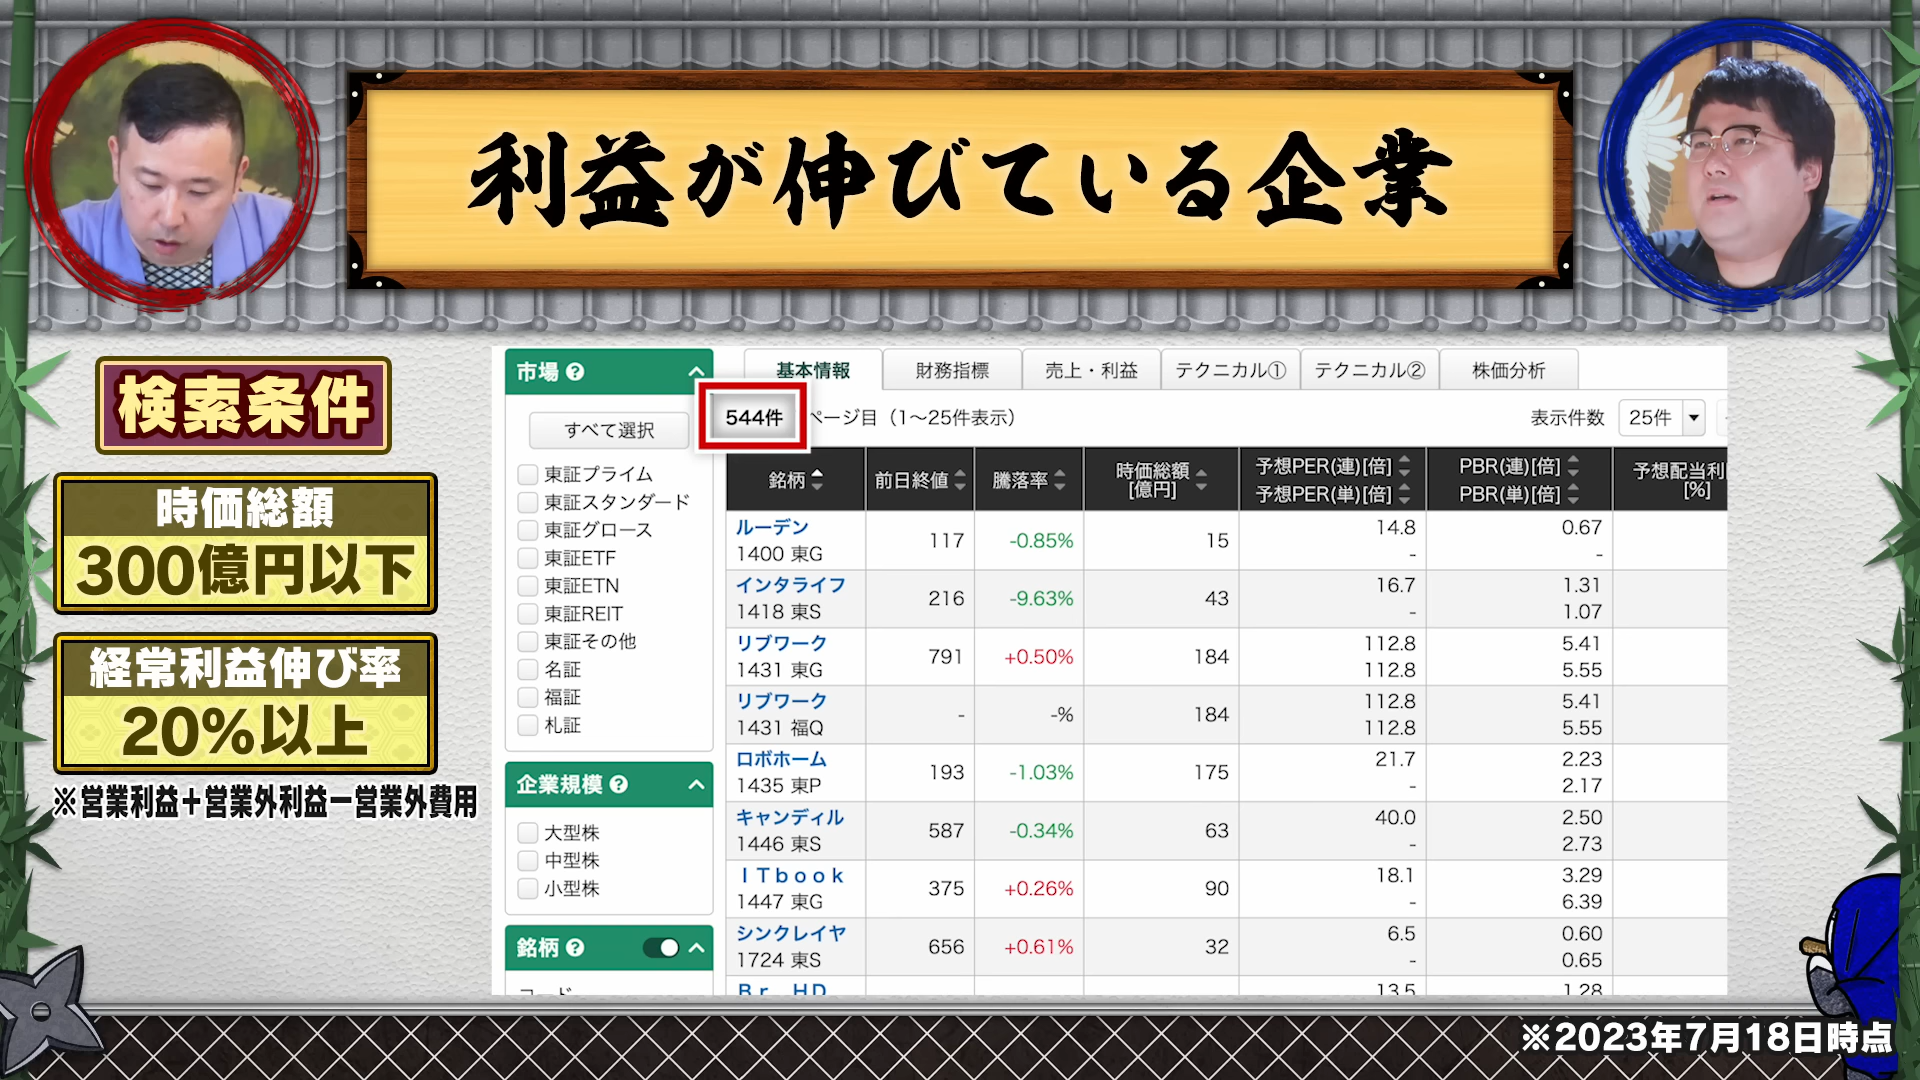 利益が伸びている企業
検索条件
時価総額
300億円以下
経常利益伸び率
20%以上
※営業利益＋営業外利益ー営業外費用
市場 ?
すべて選択
東証プライム
東証スタンダード
東証グロース
東証ETF
東証ETN
東証REIT
東証その他
名証
福証
札証
企業規模 ?
大型株
中型株
小型株
銘柄 ?
コード
基本情報 財務指標 売上・利益 テクニカル① テクニカル② 株価分析
544件 ページ目（1～25件表示） 表示件数 25件
銘柄 前日終値 騰落率 時価総額 [億円] 予想PER(連)[倍] 予想PER(単)[倍] PBR(連)[倍] PBR(単)[倍] 予想配当利 [%]
ルーデン 14.8 0.67
1400 東G 117 -0.85% 15 - -
インタライフ 16.7 1.31
1418 東S 216 -9.63% 43 - 1.07
リブワーク 112.8 5.41
1431 東G 791 +0.50% 184 112.8 5.55
リブワーク 112.8 5.41
1431 福Q - -% 184 112.8 5.55
ロボホーム 21.7 2.23
1435 東P 193 -1.03% 175 - 2.17
キャンディル 40.0 2.50
1446 東S 587 -0.34% 63 - 2.73
ＩＴｂｏｏｋ 18.1 3.29
1447 東G 375 +0.26% 90 - 6.39
シンクレイヤ 6.5 0.60
1724 東S 656 +0.61% 32 - 0.65
Ｂｒ．ＨＤ 13.5 1.28
※2023年7月18日時点